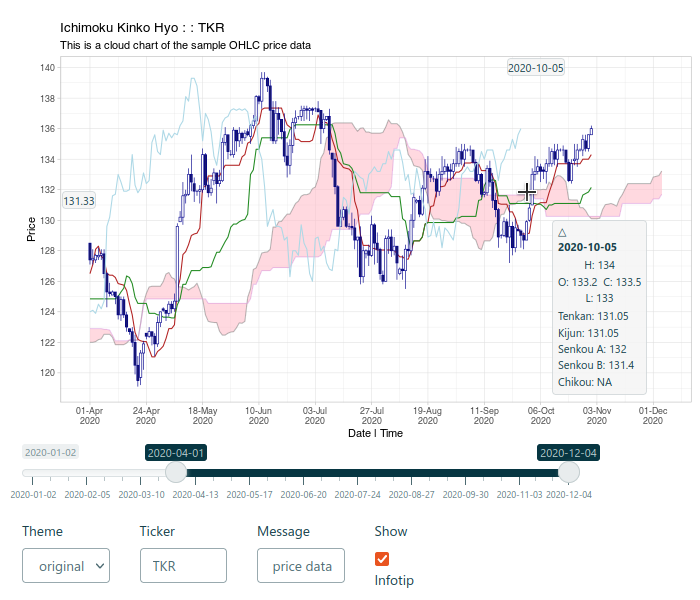 Ichimoku Kinko Hyo : : TKR
This is a cloud chart of the sample OHLC price data
2020-10-05
140
138
136
134
132
131.33
130
128
126
124
122
120
Price
△
2020-10-05
H: 134
O: 133.2 C: 133.5
L: 133
Tenkan: 131.05
Kijun: 131.05
Senkou A: 132
Senkou B: 131.4
Chikou: NA
01-Apr 24-Apr 18-May 10-Jun 03-Jul 27-Jul 19-Aug 11-Sep 06-Oct 03-Nov 01-Dec
2020 2020 2020 2020 2020 2020 2020 2020 2020 2020 2020
Date | Time
2020-01-02 2020-04-01 2020-12-04
2020-01-02 2020-02-05 2020-03-10 2020-04-13 2020-05-17 2020-06-20 2020-07-24 2020-08-27 2020-09-30 2020-11-03 2020-12-04
Theme Ticker Message Show
original TKR price data
Infotip